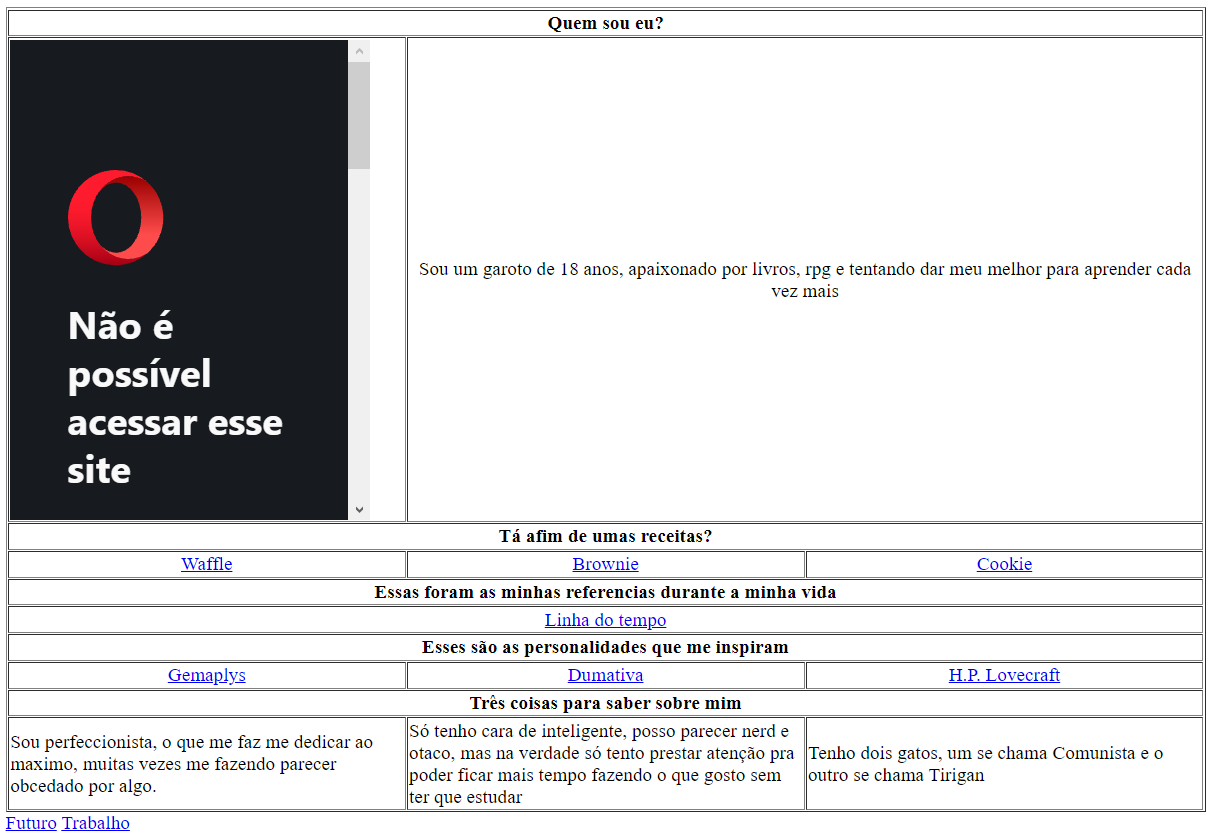 Quem sou eu?
Não é
possível
acessar esse
site
Sou um garoto de 18 anos, apaixonado por livros, rpg e tentando dar meu melhor para aprender cada
vez mais
Tá afim de umas receitas?
Waffle
Brownie
Cookie
Essas foram as minhas referencias durante a minha vida
Linha do tempo
Esses são as personalidades que me inspiram
Gemaplys
Dumativa
H.P. Lovecraft
Três coisas para saber sobre mim
Sou perfeccionista, o que me faz me dedicar ao
maximo, muitas vezes me fazendo parecer
obcedado por algo.
Só tenho cara de inteligente, posso parecer nerd e
otaco, mas na verdade só tento prestar atenção pra
poder ficar mais tempo fazendo o que gosto sem
ter que estudar
Tenho dois gatos, um se chama Comunista e o
outro se chama Tirigan
Futuro Trabalho